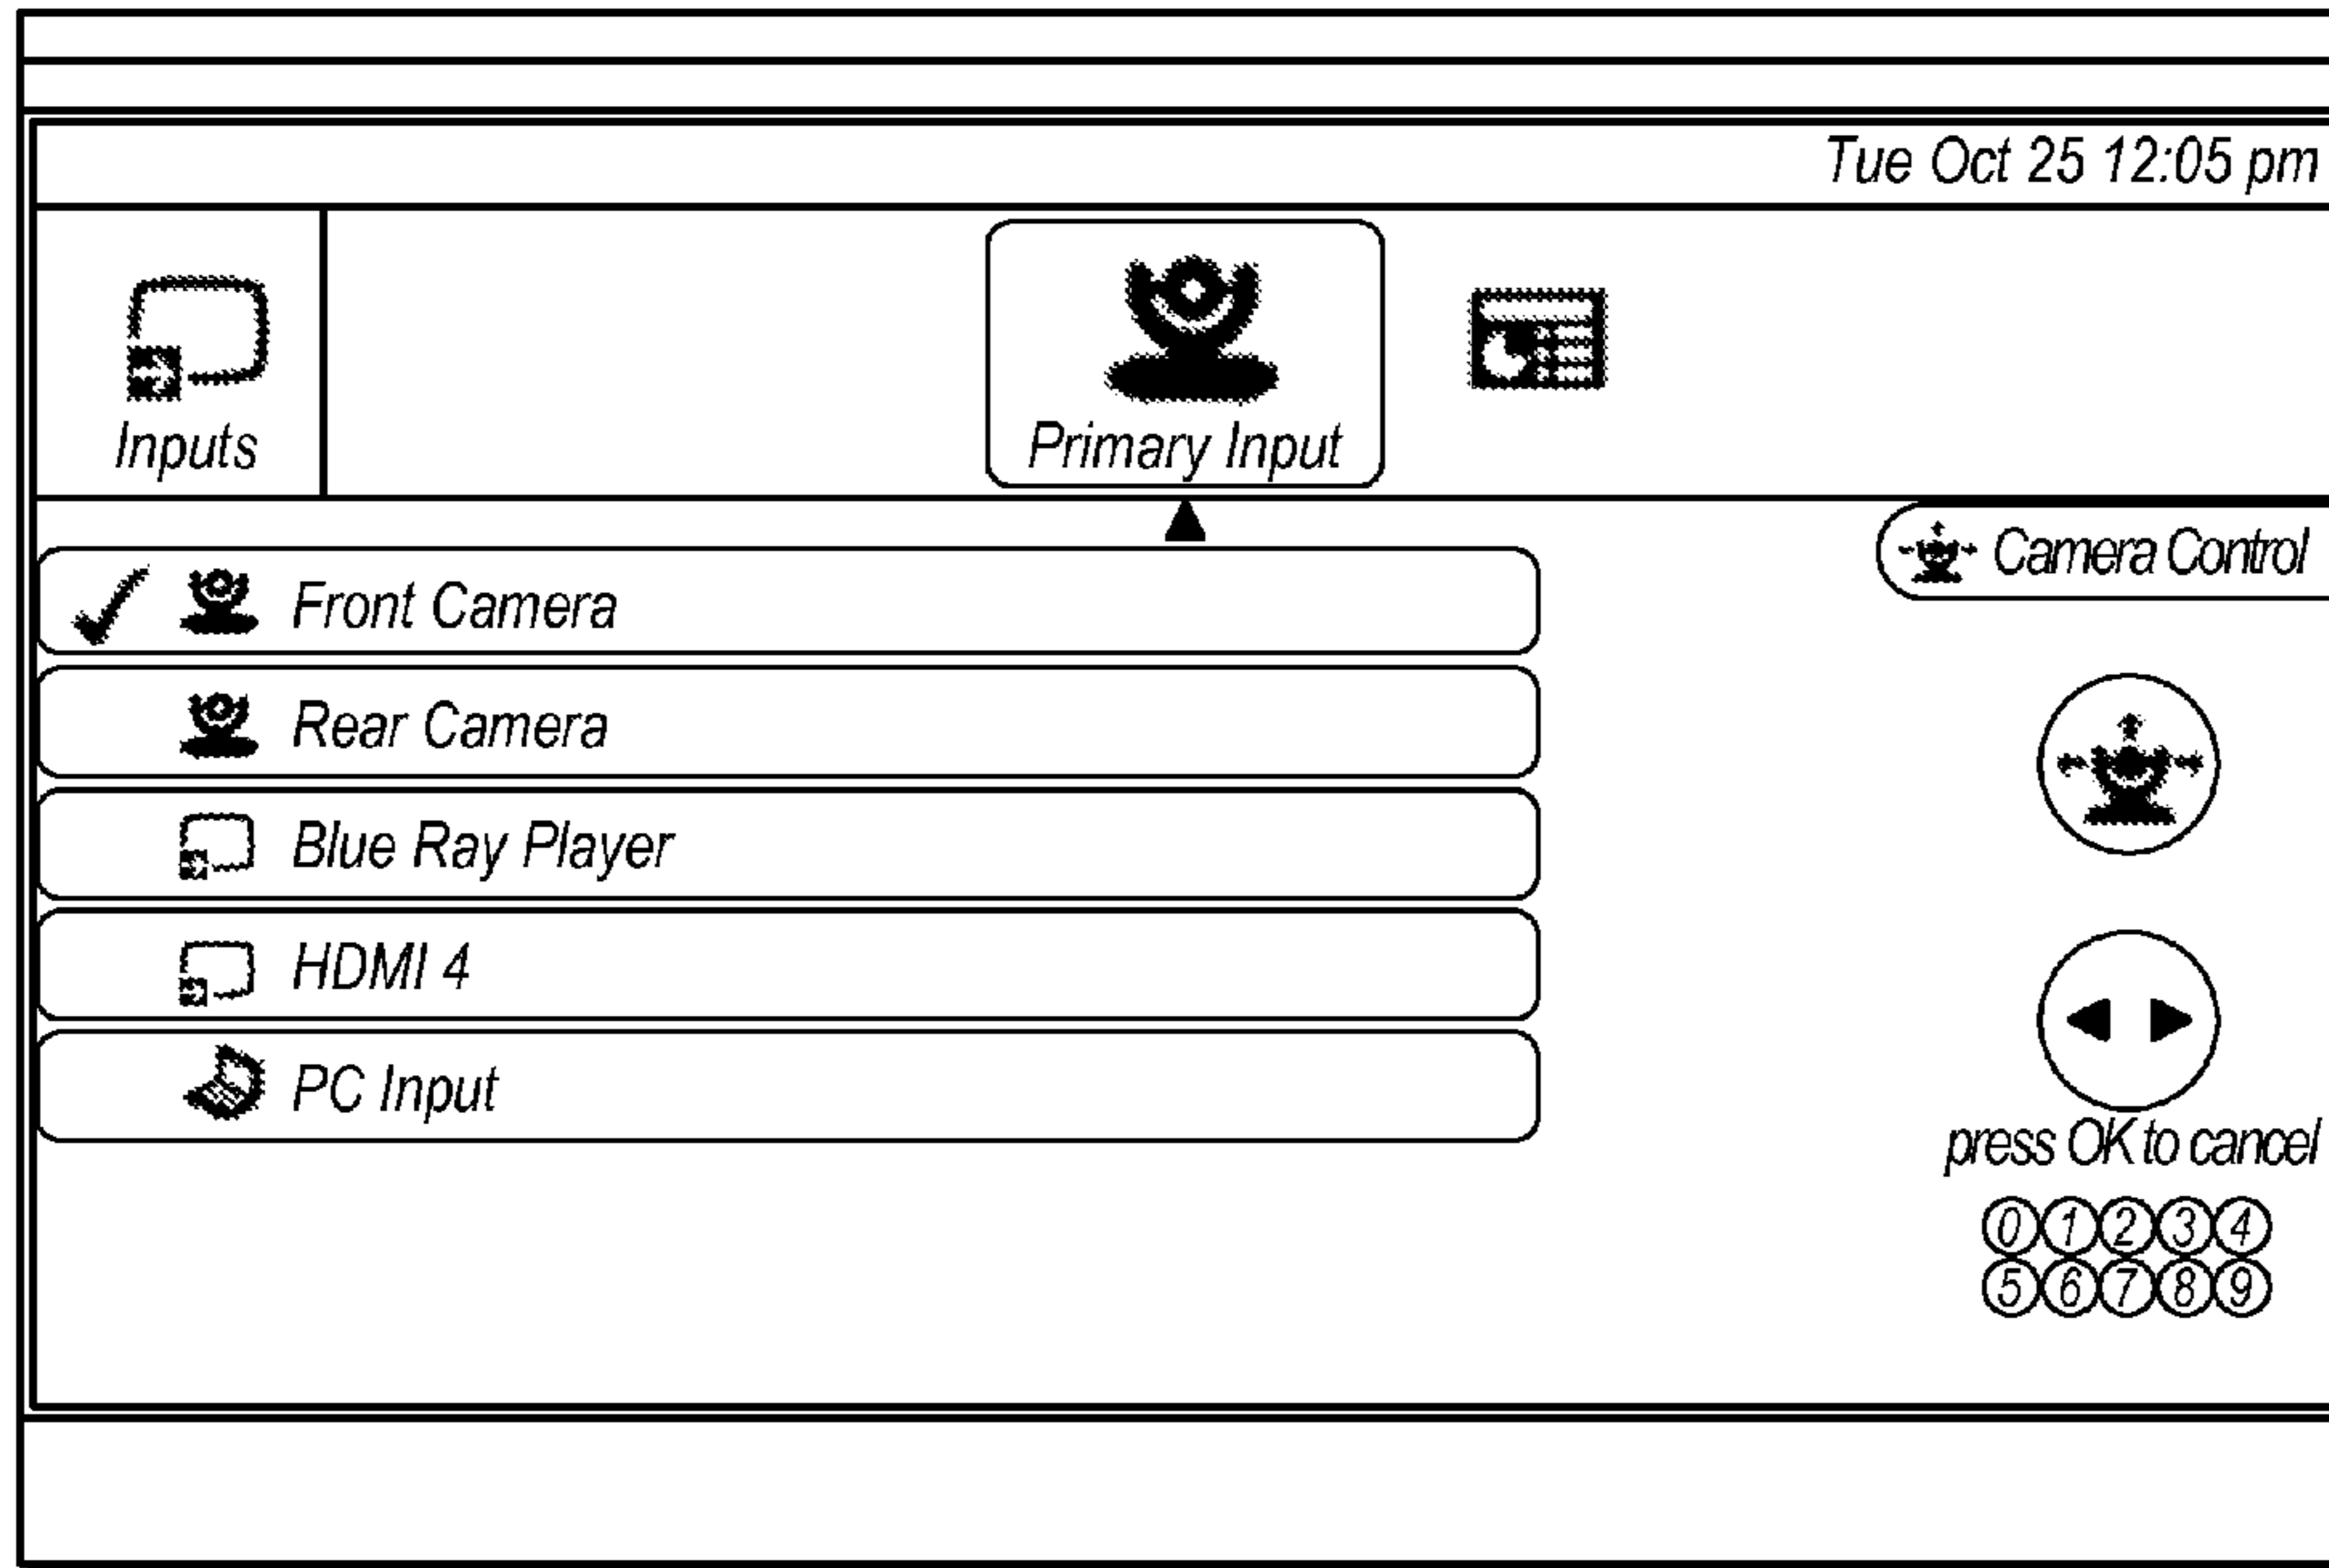 Tue Oct 25 12:05 pm
Inputs
Primary Input
Camera Control
Front Camera
Rear Camera
Blue Ray Player
HDMI 4
PC Input
press OK to cancel
0 1 2 3 4
5 6 7 8 9